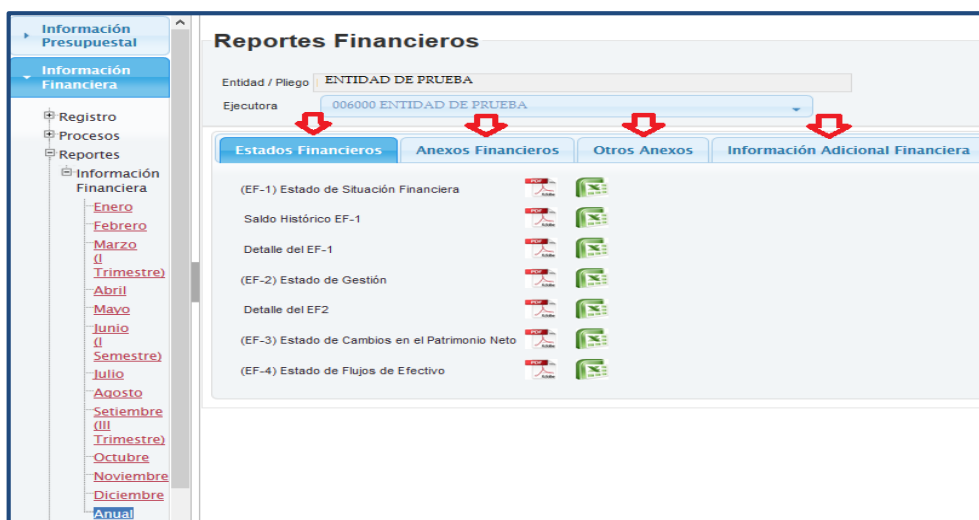 Información
Presupuestal
Información
Financiera
Registro
Procesos
Reportes
Información
Financiera
Enero
Febrero
Marzo
(I
Trimestre)
Abril
Mayo
Junio
(I
Semestre)
Julio
Agosto
Setiembre
(III
Trimestre)
Octubre
Noviembre
Diciembre
Anual
Reportes Financieros
Entidad / Pliego ENTIDAD DE PRUEBA
Ejecutora 006000 ENTIDAD DE PRUEBA
Estados Financieros Anexos Financieros Otros Anexos Información Adicional Financiera
(EF-1) Estado de Situación Financiera
Saldo Histórico EF-1
Detalle del EF-1
(EF-2) Estado de Gestión
Detalle del EF2
(EF-3) Estado de Cambios en el Patrimonio Neto
(EF-4) Estado de Flujos de Efectivo